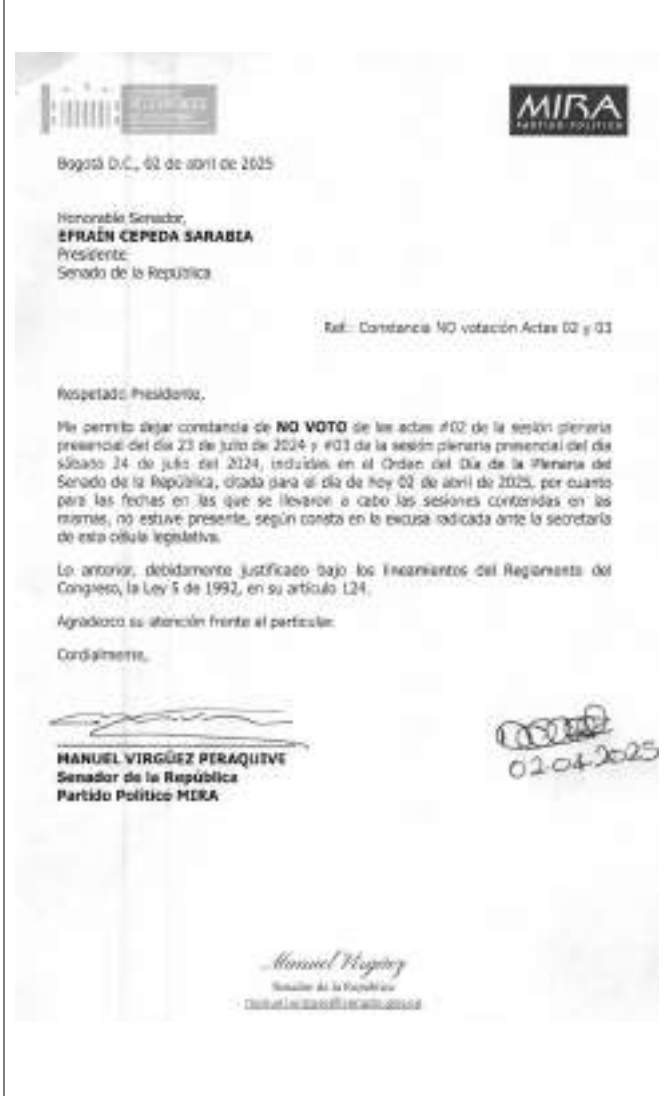 MIRA
PARTIDO POLÍTICO
Bogotá D.C., 02 de abril de 2025
Honorable Senador,
EFRAÍN CEPEDA SARABIA
Presidente
Senado de la República
Ref.: Constancia NO votación Actas 02 y 03
Respetado Presidente,
Me permito dejar constancia de NO VOTO de las actas #02 de la sesión plenaria
presencial del día 23 de julio de 2024 y #03 de la sesión plenaria presencial del día
sábado 24 de julio del 2024, incluidas en el Orden del Día de la Plenaria del
Senado de la República, citada para el día de hoy 02 de abril de 2025, por cuanto
para las fechas en las que se llevaron a cabo las sesiones contenidas en las
mismas, no estuve presente, según consta en la excusa radicada ante la secretaría
de esta célula legislativa.
Lo anterior, debidamente justificado bajo los lineamientos del Reglamento del
Congreso, la Ley 5 de 1992, en su artículo 124.
Agradezco su atención frente al particular.
Cordialmente,
MANUEL VIRGÜEZ PIRAQUIVE
Senador de la República
Partido Político MIRA
02.04.2025
Manuel Virgüez
Senador de la República